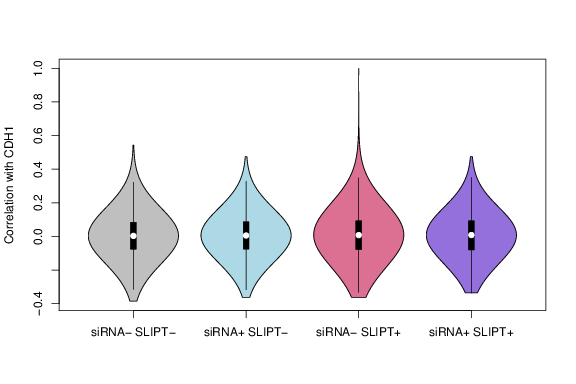 Correlation with CDH1
1.0
0.8
0.6
0.4
0.2
0.0
−0.4
siRNA− SLIPT−
siRNA+ SLIPT−
siRNA− SLIPT+
siRNA+ SLIPT+